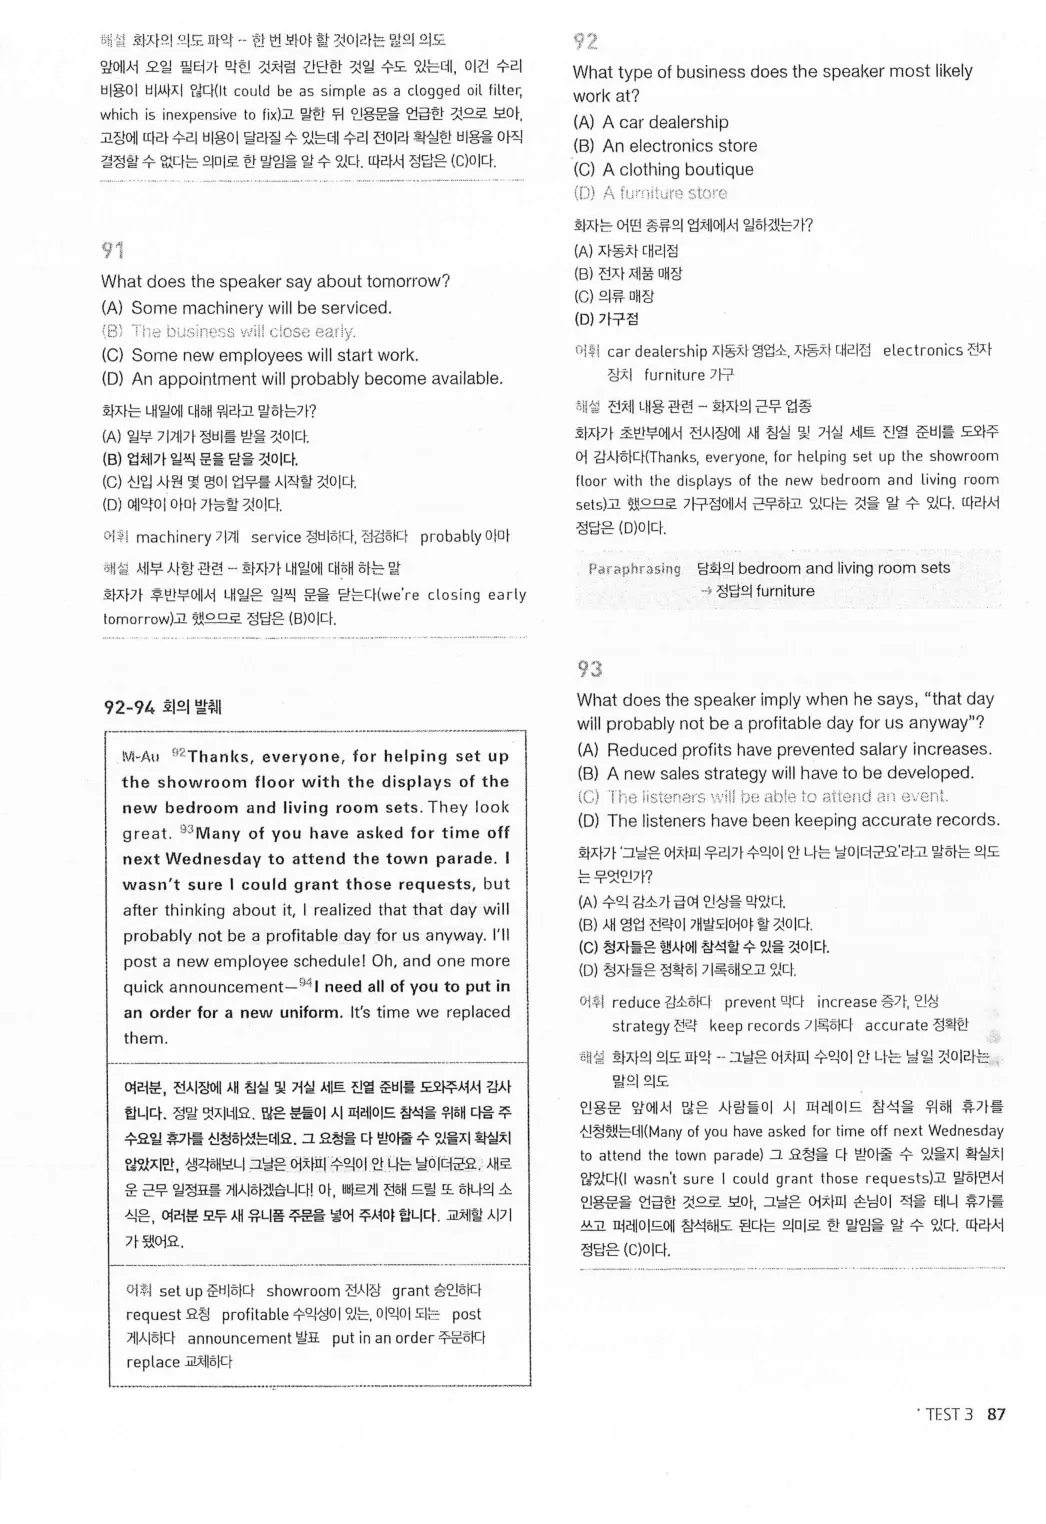 해설 화자의 의도 파악 -- 한 번 봐야 할 것이라는 말의 의도
앞에서 오일 필터가 막힌 것처럼 간단한 것일 수도 있는데, 이건 수리
비용이 비싸지 않다(It could be as simple as a clogged oil filter,
which is inexpensive to fix)고 말한 뒤 인용문을 언급한 것으로 보아,
고장에 따라 수리 비용이 달라질 수 있는데 수리 전이라 확실한 비용을 아직
결정할 수 없다는 의미로 한 말임을 알 수 있다. 따라서 정답은 (C)이다.
91
What does the speaker say about tomorrow?
(A) Some machinery will be serviced.
(B) The business will close early.
(C) Some new employees will start work.
(D) An appointment will probably become available.
화자는 내일에 대해 뭐라고 말하는가?
(A) 일부 기계가 정비를 받을 것이다.
(B) 업체가 일찍 문을 닫을 것이다.
(C) 신입 사원 몇 명이 업무를 시작할 것이다.
(D) 예약이 아마 가능할 것이다.
어휘 machinery 기계 service 정비하다, 점검하다 probably 아마
해설 세부 사항 관련 -- 화자가 내일에 대해 하는 말
화자가 후반부에서 내일은 일찍 문을 닫는다(we're closing early
tomorrow)고 했으므로 정답은 (B)이다.
92-94 회의 발췌
M-Au 92Thanks, everyone, for helping set up
the showroom floor with the displays of the
new bedroom and living room sets. They look
great. 93Many of you have asked for time off
next Wednesday to attend the town parade. I
wasn't sure I could grant those requests, but
after thinking about it, I realized that that day will
probably not be a profitable day for us anyway. I'll
post a new employee schedule! Oh, and one more
quick announcement—94I need all of you to put in
an order for a new uniform. It's time we replaced
them.
여러분, 전시장에 새 침실 및 거실 세트 진열 준비를 도와주셔서 감사
합니다. 정말 멋지네요. 많은 분들이 시 퍼레이드 참석을 위해 다음 주
수요일 휴가를 신청하셨는데요. 그 요청을 다 받아줄 수 있을지 확실치
않았지만, 생각해보니 그날은 어차피 수익이 안 나는 날이더군요. 새로
운 근무 일정표를 게시하겠습니다! 아, 빠르게 전해 드릴 또 하나의 소
식은, 여러분 모두 새 유니폼 주문을 넣어 주셔야 합니다. 교체할 시기
가 됐어요.
어휘 set up 준비하다 showroom 전시장 grant 승인하다
request 요청 profitable 수익성이 있는, 이익이 되는 post
게시하다 announcement 발표 put in an order 주문하다
replace 교체하다
92
What type of business does the speaker most likely
work at?
(A) A car dealership
(B) An electronics store
(C) A clothing boutique
(D) A furniture store
화자는 어떤 종류의 업체에서 일하겠는가?
(A) 자동차 대리점
(B) 전자 제품 매장
(C) 의류 매장
(D) 가구점
어휘 car dealership 자동차 영업소, 자동차 대리점 electronics 전자
장치 furniture 가구
해설 전체 내용 관련 -- 화자의 근무 업종
화자가 초반부에서 전시장에 새 침실 및 거실 세트 진열 준비를 도와주
어 감사하다(Thanks, everyone, for helping set up the showroom
floor with the displays of the new bedroom and living room
sets)고 했으므로 가구점에서 근무하고 있다는 것을 알 수 있다. 따라서
정답은 (D)이다.
Paraphrasing 담화의 bedroom and living room sets
→ 정답의 furniture
93
What does the speaker imply when he says, “that day
will probably not be a profitable day for us anyway”?
(A) Reduced profits have prevented salary increases.
(B) A new sales strategy will have to be developed.
(C) The listeners will be able to attend an event.
(D) The listeners have been keeping accurate records.
화자가 '그날은 어차피 우리가 수익이 안 나는 날이더군요'라고 말하는 의도
는 무엇인가?
(A) 수익 감소가 급여 인상을 막았다.
(B) 새 영업 전략이 개발되어야 할 것이다.
(C) 청자들은 행사에 참석할 수 있을 것이다.
(D) 청자들은 정확히 기록해오고 있다.
어휘 reduce 감소하다 prevent 막다 increase 증가, 인상
strategy 전략 keep records 기록하다 accurate 정확한
해설 화자의 의도 파악 -- 그날은 어차피 수익이 안 나는 날일 것이라는
말의 의도
인용문 앞에서 많은 사람들이 시 퍼레이드 참석을 위해 휴가를
신청했는데(Many of you have asked for time off next Wednesday
to attend the town parade) 그 요청을 다 받아줄 수 있을지 확실치
않았다(I wasn't sure I could grant those requests)고 말하면서
인용문을 언급한 것으로 보아, 그날은 어차피 손님이 적을 테니 휴가를
쓰고 퍼레이드에 참석해도 된다는 의미로 한 말임을 알 수 있다. 따라서
정답은 (C)이다.
TEST 3 87